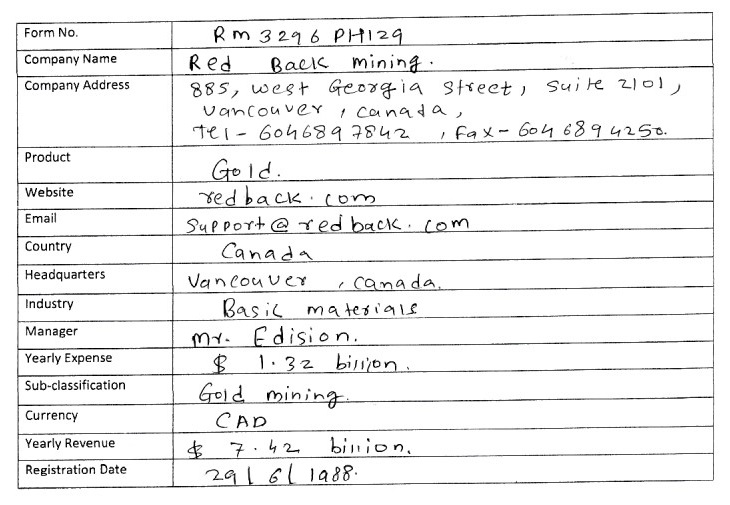 Form No. Rm 3296 PH129
Company Name Red Back mining.
Company Address 885, west Georgia street, suite 2101,
Vancouver, canada,
tel - 6046897842, fax - 6046894250.
Product Gold.
Website redback.com
Email support@redback.com
Country Canada
Headquarters Vancouver, canada.
Industry Basic materials
Manager mr. Edision.
Yearly Expense $ 1.32 billion.
Sub-classification Gold mining.
Currency CAD
Yearly Revenue $ 7.42 billion.
Registration Date 29/6/1988.